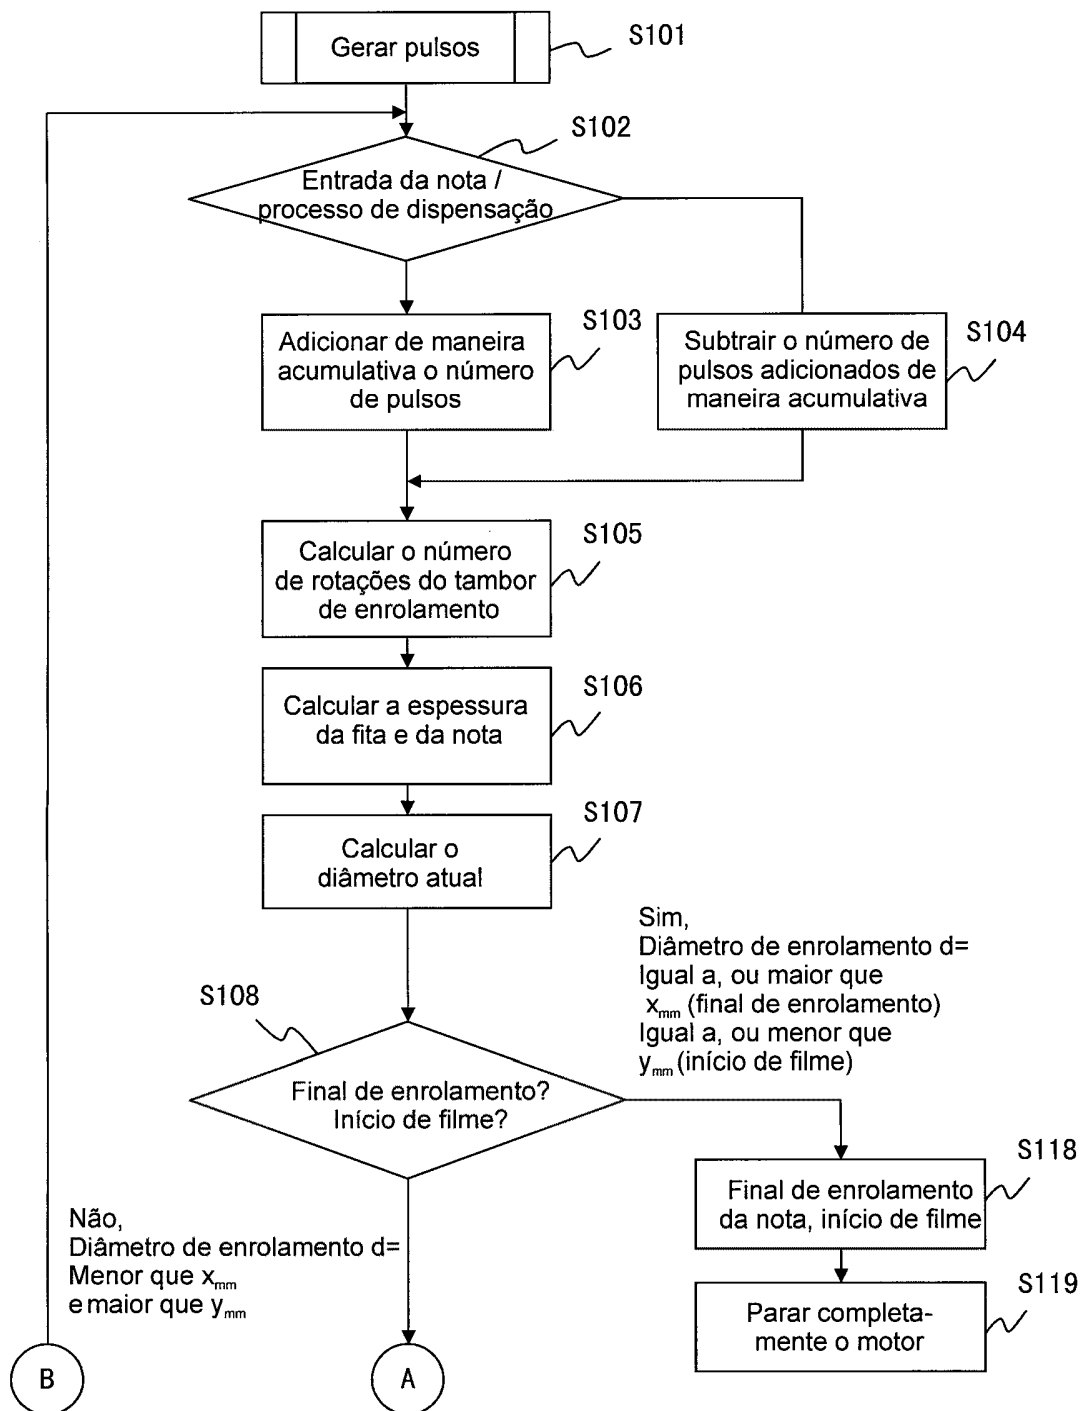 Gerar pulsos
S101
S102
Entrada da nota /
processo de dispensação
S103
Adicionar de maneira
acumulativa o número
de pulsos
S104
Subtrair o número de
pulsos adicionados de
maneira acumulativa
S105
Calcular o número
de rotações do tambor
de enrolamento
S106
Calcular a espessura
da fita e da nota
S107
Calcular o
diâmetro atual
Sim,
Diâmetro de enrolamento d=
Igual a, ou maior que
xmm (final de enrolamento)
Igual a, ou menor que
ymm (início de filme)
S108
Final de enrolamento?
Início de filme?
S118
Final de enrolamento
da nota, início de filme
Não,
Diâmetro de enrolamento d=
Menor que xmm
e maior que ymm
S119
Parar completa-
mente o motor
B
A